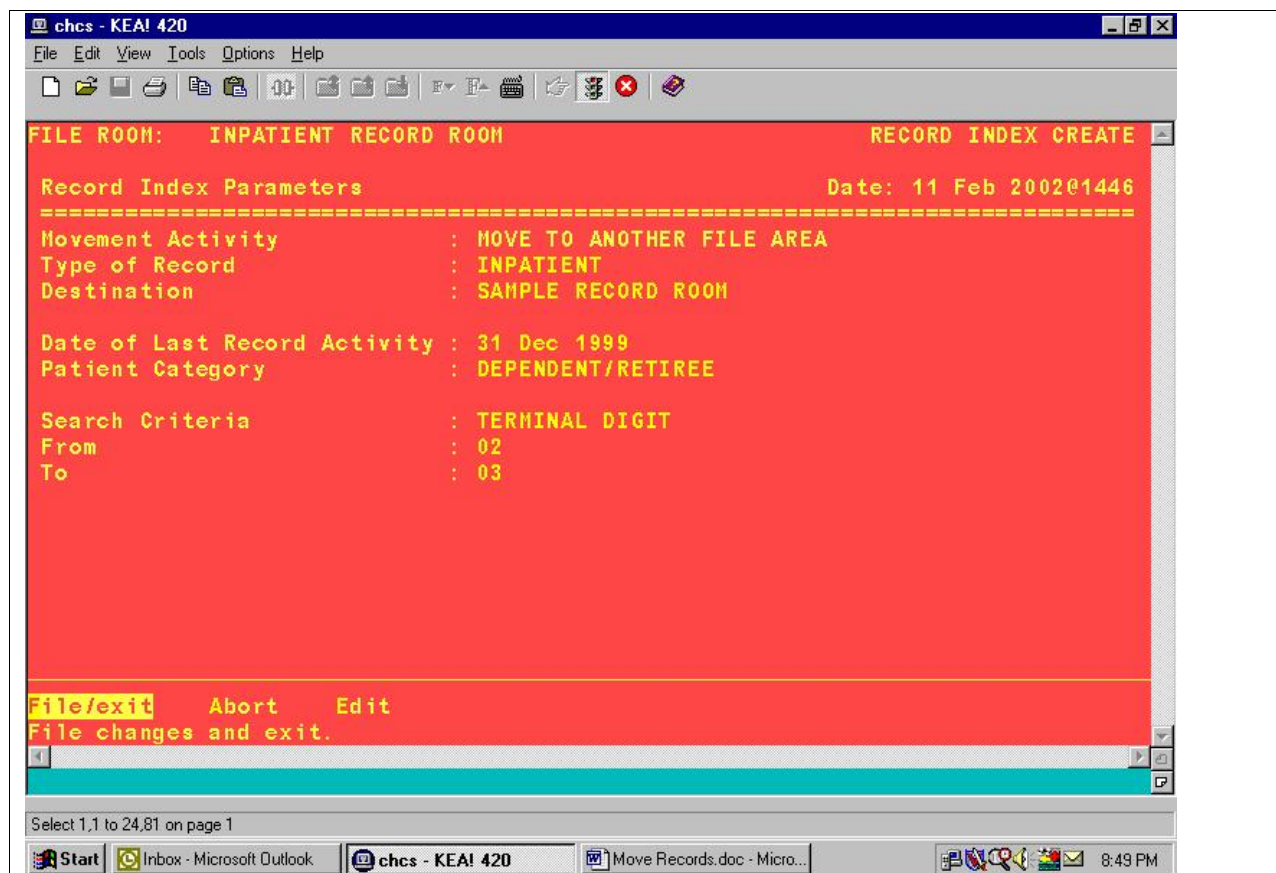 chcs - KEA! 420
File Edit View Tools Options Help
FILE ROOM: INPATIENT RECORD ROOM RECORD INDEX CREATE
Record Index Parameters Date: 11 Feb 2002@1446
==============================================================================
Movement Activity : MOVE TO ANOTHER FILE AREA
Type of Record : INPATIENT
Destination : SAMPLE RECORD ROOM
Date of Last Record Activity : 31 Dec 1999
Patient Category : DEPENDENT/RETIREE
Search Criteria : TERMINAL DIGIT
From : 02
To : 03
File/exit Abort Edit
File changes and exit.
Select 1,1 to 24,81 on page 1
Start Inbox - Microsoft Outlook chcs - KEA! 420 Move Records.doc - Micro... 8:49 PM